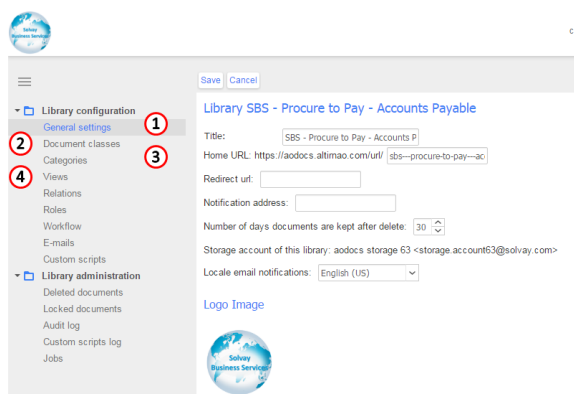 Solvay
Business Services
c
Save Cancel
Library configuration
General settings
1
2
Document classes
Categories
3
4
Views
Relations
Roles
Workflow
E-mails
Custom scripts
Library administration
Deleted documents
Locked documents
Audit log
Custom scripts log
Jobs
Library SBS - Procure to Pay - Accounts Payable
Title: SBS - Procure to Pay - Accounts P
Home URL: https://aodocs.altimao.com/url/ sbs---procure-to-pay---ac
Redirect url:
Notification address:
Number of days documents are kept after delete: 30
Storage account of this library: aodocs storage 63 <storage.account63@solvay.com>
Locale email notifications: English (US)
Logo Image
Solvay
Business Services